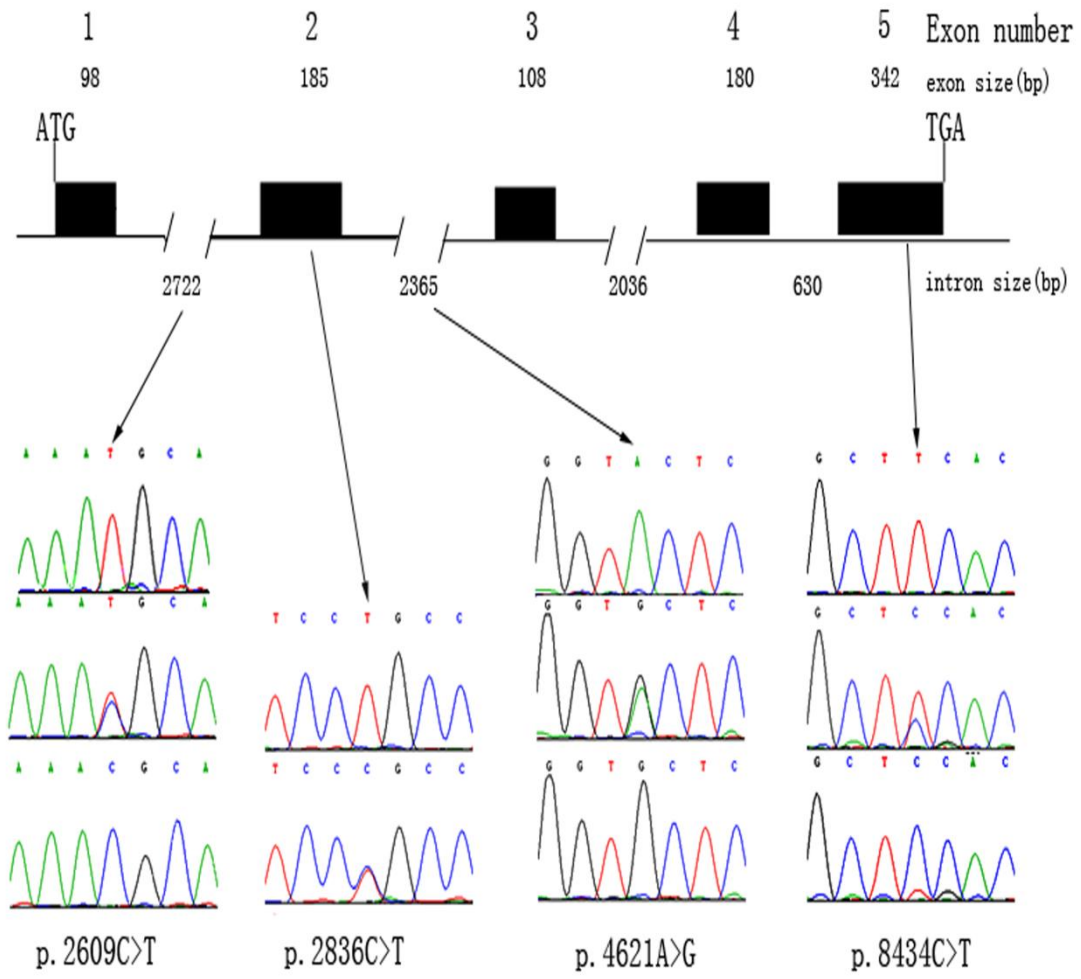 1 2 3 4 5 Exon number
98 185 108 180 342 exon size(bp)
ATG TGA
2722 2365 2036 630 intron size(bp)
A A A T G C A
G G T A C T C
G C T T C A C
A A A T G C A
T C C T G C C
G G T G C T C
G C T C C A C
A A A C G C A
T C C C G C C
G G T G C T C
G C T C C A C
p.2609C>T p.2836C>T p.4621A>G p.8434C>T